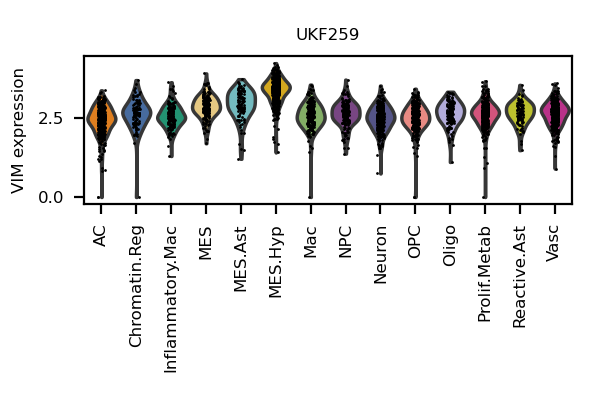 UKF259
VIM expression
2.5
0.0
AC
Chromatin.Reg
Inflammatory.Mac
MES
MES.Ast
MES.Hyp
Mac
NPC
Neuron
OPC
Oligo
Prolif.Metab
Reactive.Ast
Vasc